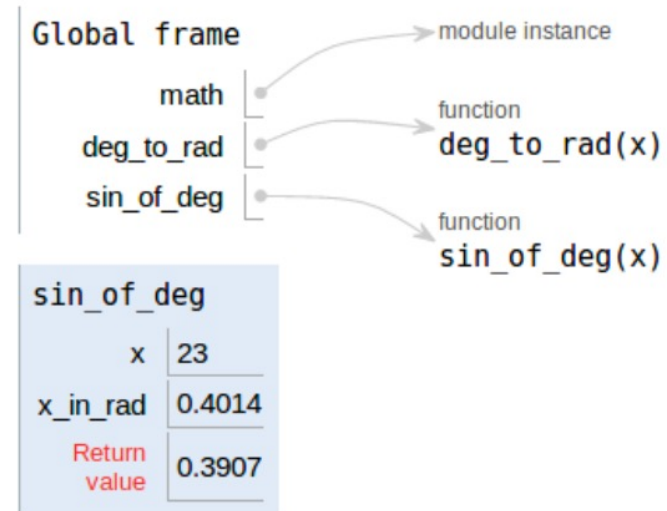 Global frame
module instance
math
function
deg_to_rad
deg_to_rad(x)
sin_of_deg
function
sin_of_deg(x)
sin_of_deg
x 23
x_in_rad 0.4014
Return
value 0.3907